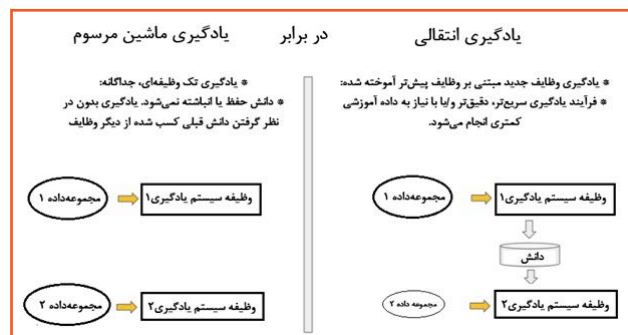 یادگیری انتقالی
در برابر
یادگیری ماشین مرسوم
* یادگیری وظایف جدید مبتنی بر وظایف پیش‌تر آموخته شده:
* فرآیند یادگیری سریع‌تر، دقیق‌تر و/یا با نیاز به داده آموزشی
کمتری انجام می‌شود.
* یادگیری تک وظیفه‌ای، جداگانه:
* دانش حفظ یا انباشته نمی‌شود. یادگیری بدون در
نظر گرفتن دانش قبلی کسب شده از دیگر وظایف
مجموعه‌داده ۱
وظیفه سیستم یادگیری۱
دانش
مجموعه داده ۲
وظیفه سیستم یادگیری۲
مجموعه‌داده ۱
وظیفه سیستم یادگیری۱
مجموعه‌داده ۲
وظیفه سیستم یادگیری۲